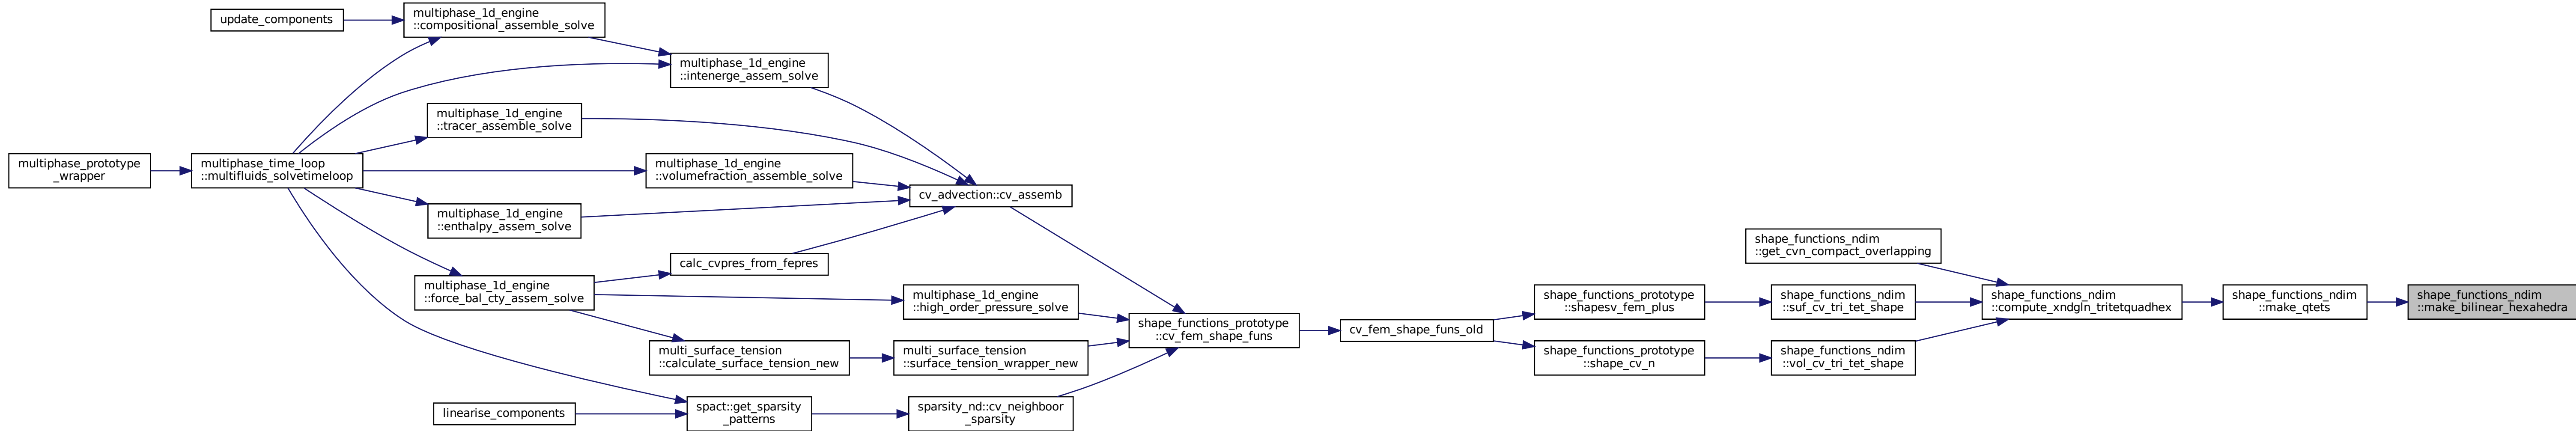 update_components
multiphase_1d_engine
::compositional_assemble_solve
multiphase_1d_engine
::intenerge_assem_solve
multiphase_1d_engine
::tracer_assemble_solve
multiphase_prototype
_wrapper
multiphase_time_loop
::multifluids_solvetimeloop
multiphase_1d_engine
::volumefraction_assemble_solve
cv_advection::cv_assemb
multiphase_1d_engine
::enthalpy_assem_solve
calc_cvpres_from_fepres
multiphase_1d_engine
::force_bal_cty_assem_solve
multiphase_1d_engine
::high_order_pressure_solve
multi_surface_tension
::calculate_surface_tension_new
multi_surface_tension
::surface_tension_wrapper_new
linearise_components
spact::get_sparsity
_patterns
sparsity_nd::cv_neighboor
_sparsity
shape_functions_prototype
::cv_fem_shape_funs
cv_fem_shape_funs_old
shape_functions_prototype
::shapesv_fem_plus
shape_functions_prototype
::shape_cv_n
shape_functions_ndim
::get_cvn_compact_overlapping
shape_functions_ndim
::suf_cv_tri_tet_shape
shape_functions_ndim
::vol_cv_tri_tet_shape
shape_functions_ndim
::compute_xndgln_tritetquadhex
shape_functions_ndim
::make_qtets
shape_functions_ndim
::make_bilinear_hexahedra